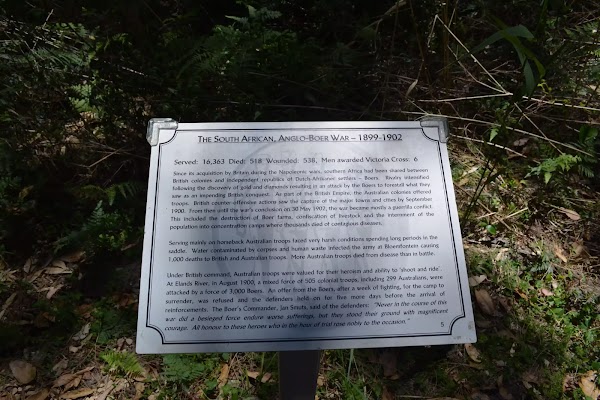 THE SOUTH AFRICAN, ANGLO-BOER WAR – 1899-1902
Served: 16,363 Died: 518 Wounded: 538, Men awarded Victoria Cross: 6
Since its acquisition by Britain during the Napoleonic wars, southern Africa had been shared between
British colonies and independent republics of Dutch-Afrikaner settlers – Boers. Rivalry intensified
following the discovery of gold and diamonds resulting in an attack by the Boers to forestall what they
saw as an impending British conquest. As part of the British Empire, the Australian colonies offered
troops. British counter-offensive actions saw the capture of the major towns and cities by September
1900. From then until the war's conclusion on 30 May 1902, the war became mostly a guerrilla conflict.
This included the destruction of Boer farms, confiscation of livestock and the internment of the
population into concentration camps where thousands died of contagious diseases.
Serving mainly on horseback Australian troops faced very harsh conditions spending long periods in the
saddle. Water contaminated by corpses and human waste infected the army at Bloemfontein causing
1,000 deaths to British and Australian troops. More Australian troops died from disease than in battle.
Under British command, Australian troops were valued for their heroism and ability to 'shoot and ride'.
At Elands River, in August 1900, a mixed force of 505 colonial troops, including 299 Australians, were
attacked by a force of 3,000 Boers. An offer from the Boers, after a week of fighting, for the camp to
surrender, was refused and the defenders held on for five more days before the arrival of
reinforcements. The Boer's Commander, Jan Smuts, said of the defenders: "Never in the course of this
war did a besieged force endure worse sufferings, but they stood their ground with magnificent
courage. All honour to these heroes who in the hour of trial rose nobly to the occasion."
5